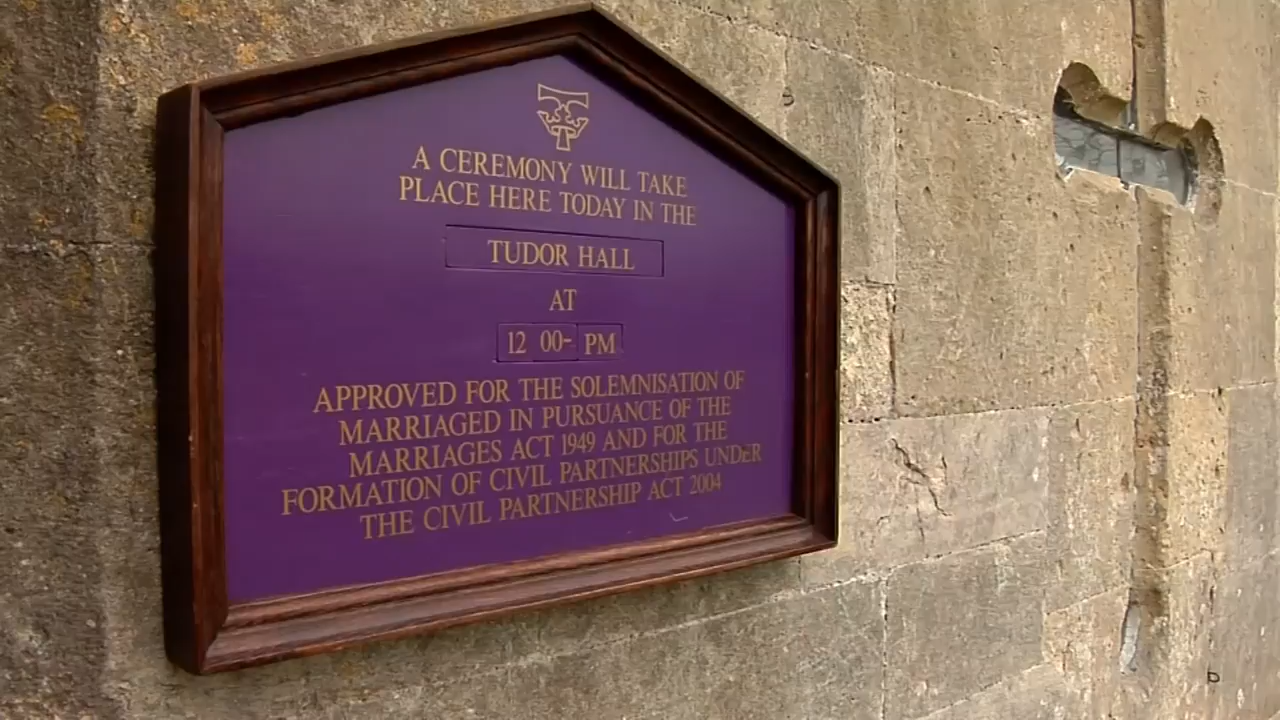 A CEREMONY WILL TAKE
PLACE HERE TODAY IN THE
TUDOR HALL
AT
12 00- PM
APPROVED FOR THE SOLEMNISATION OF
MARRIAGED IN PURSUANCE OF THE
MARRIAGES ACT 1949 AND FOR THE
FORMATION OF CIVIL PARTNERSHIPS UNDER
THE CIVIL PARTNERSHIP ACT 2004